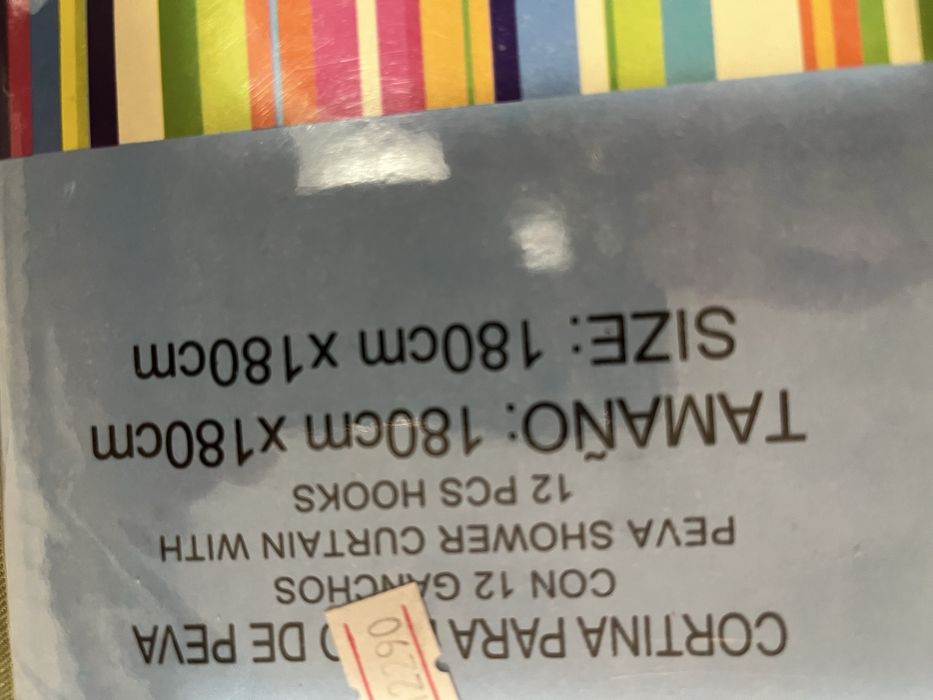 CORTINA PARA DE PEVA
CON 12 GANCHOS
PEVA SHOWER CURTAIN WITH
12 PCS HOOKS
TAMAÑO: 180cm x180cm
SIZE: 180cm x180cm